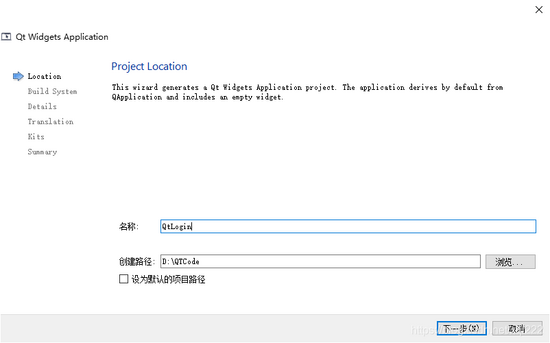 Qt Widgets Application
Location
Build System
Details
Translation
Kits
Summary
Project Location
This wizard generates a Qt Widgets Application project. The application derives by default from
QApplication and includes an empty widget.
名称:
QtLogin
创建路径:
D:\QTCode
浏览...
设为默认的项目路径
下一步(N)
取消